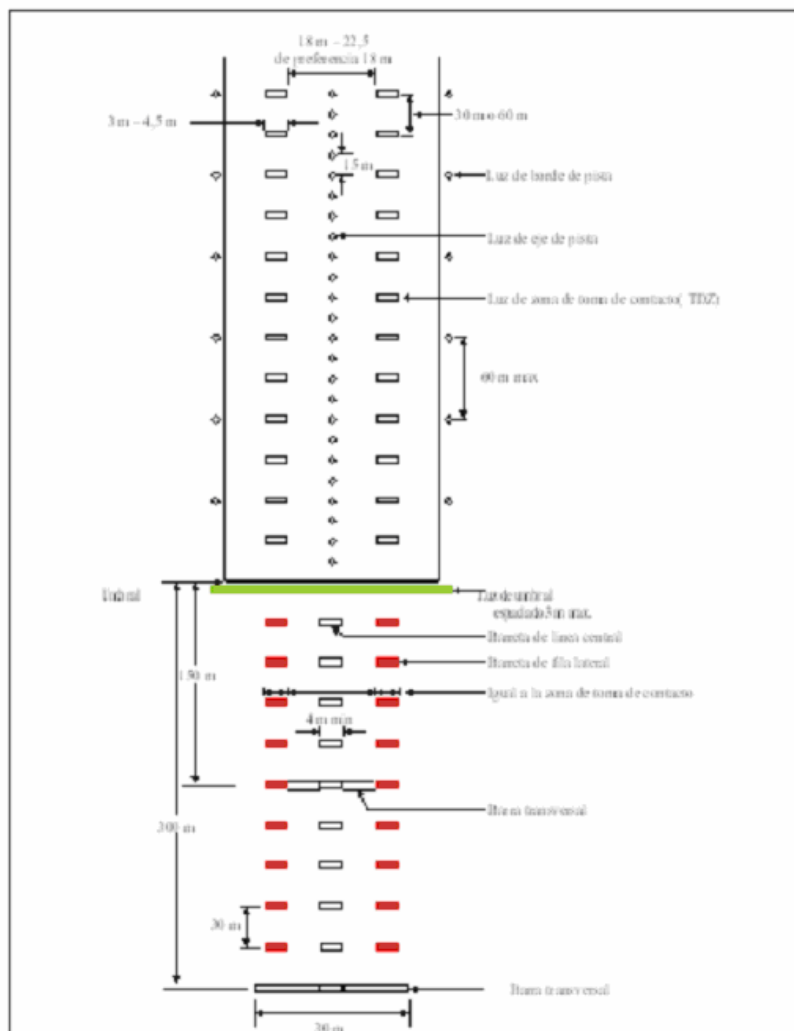 18 m – 22,5
de preferencia 18 m
3 m – 4,5 m
30 m o 60 m
15 m
Luz de borde de pista
Luz de eje de pista
Luz de zona de toma de contacto( TDZ)
60 m max
Umbral
Luz de umbral
espaciado 3 m max.
Barreta de línea central
Barreta de fila lateral
150 m
Igual a la zona de toma de contacto
4 m min
Barra transversal
300 m
30 m
Barra transversal
30 m